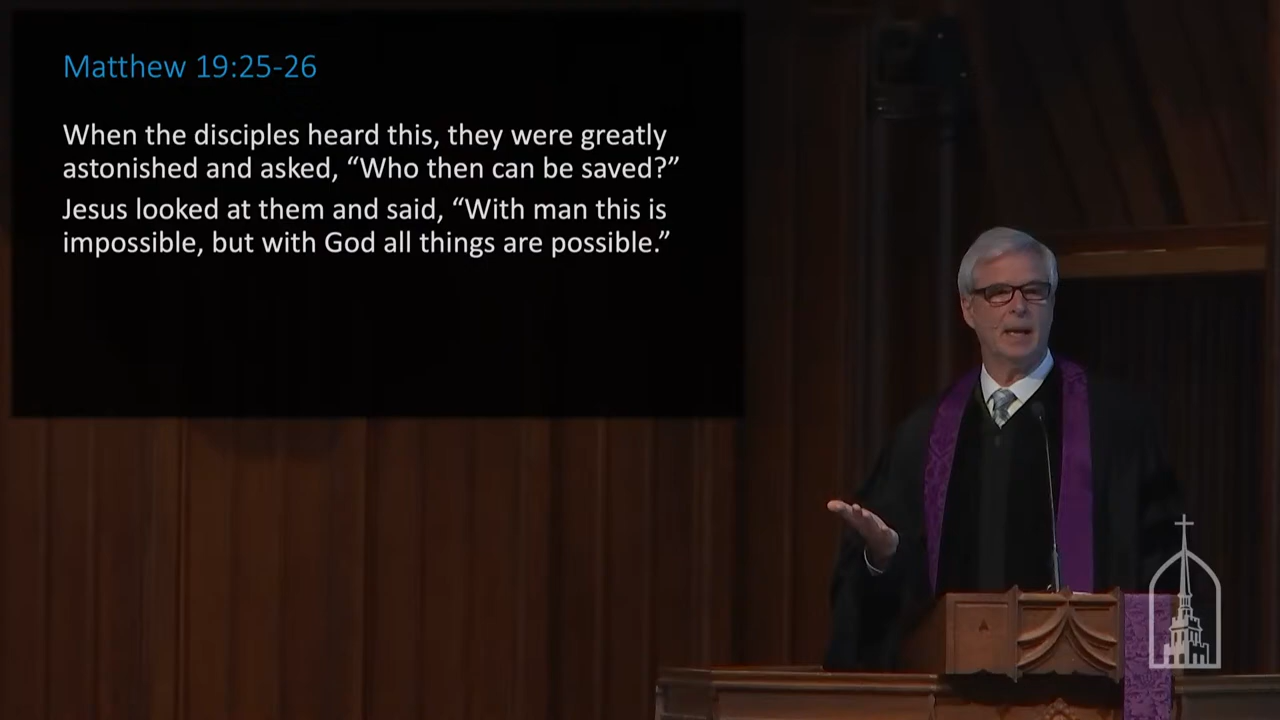 Matthew 19:25-26
When the disciples heard this, they were greatly
astonished and asked, “Who then can be saved?”
Jesus looked at them and said, “With man this is
impossible, but with God all things are possible.”